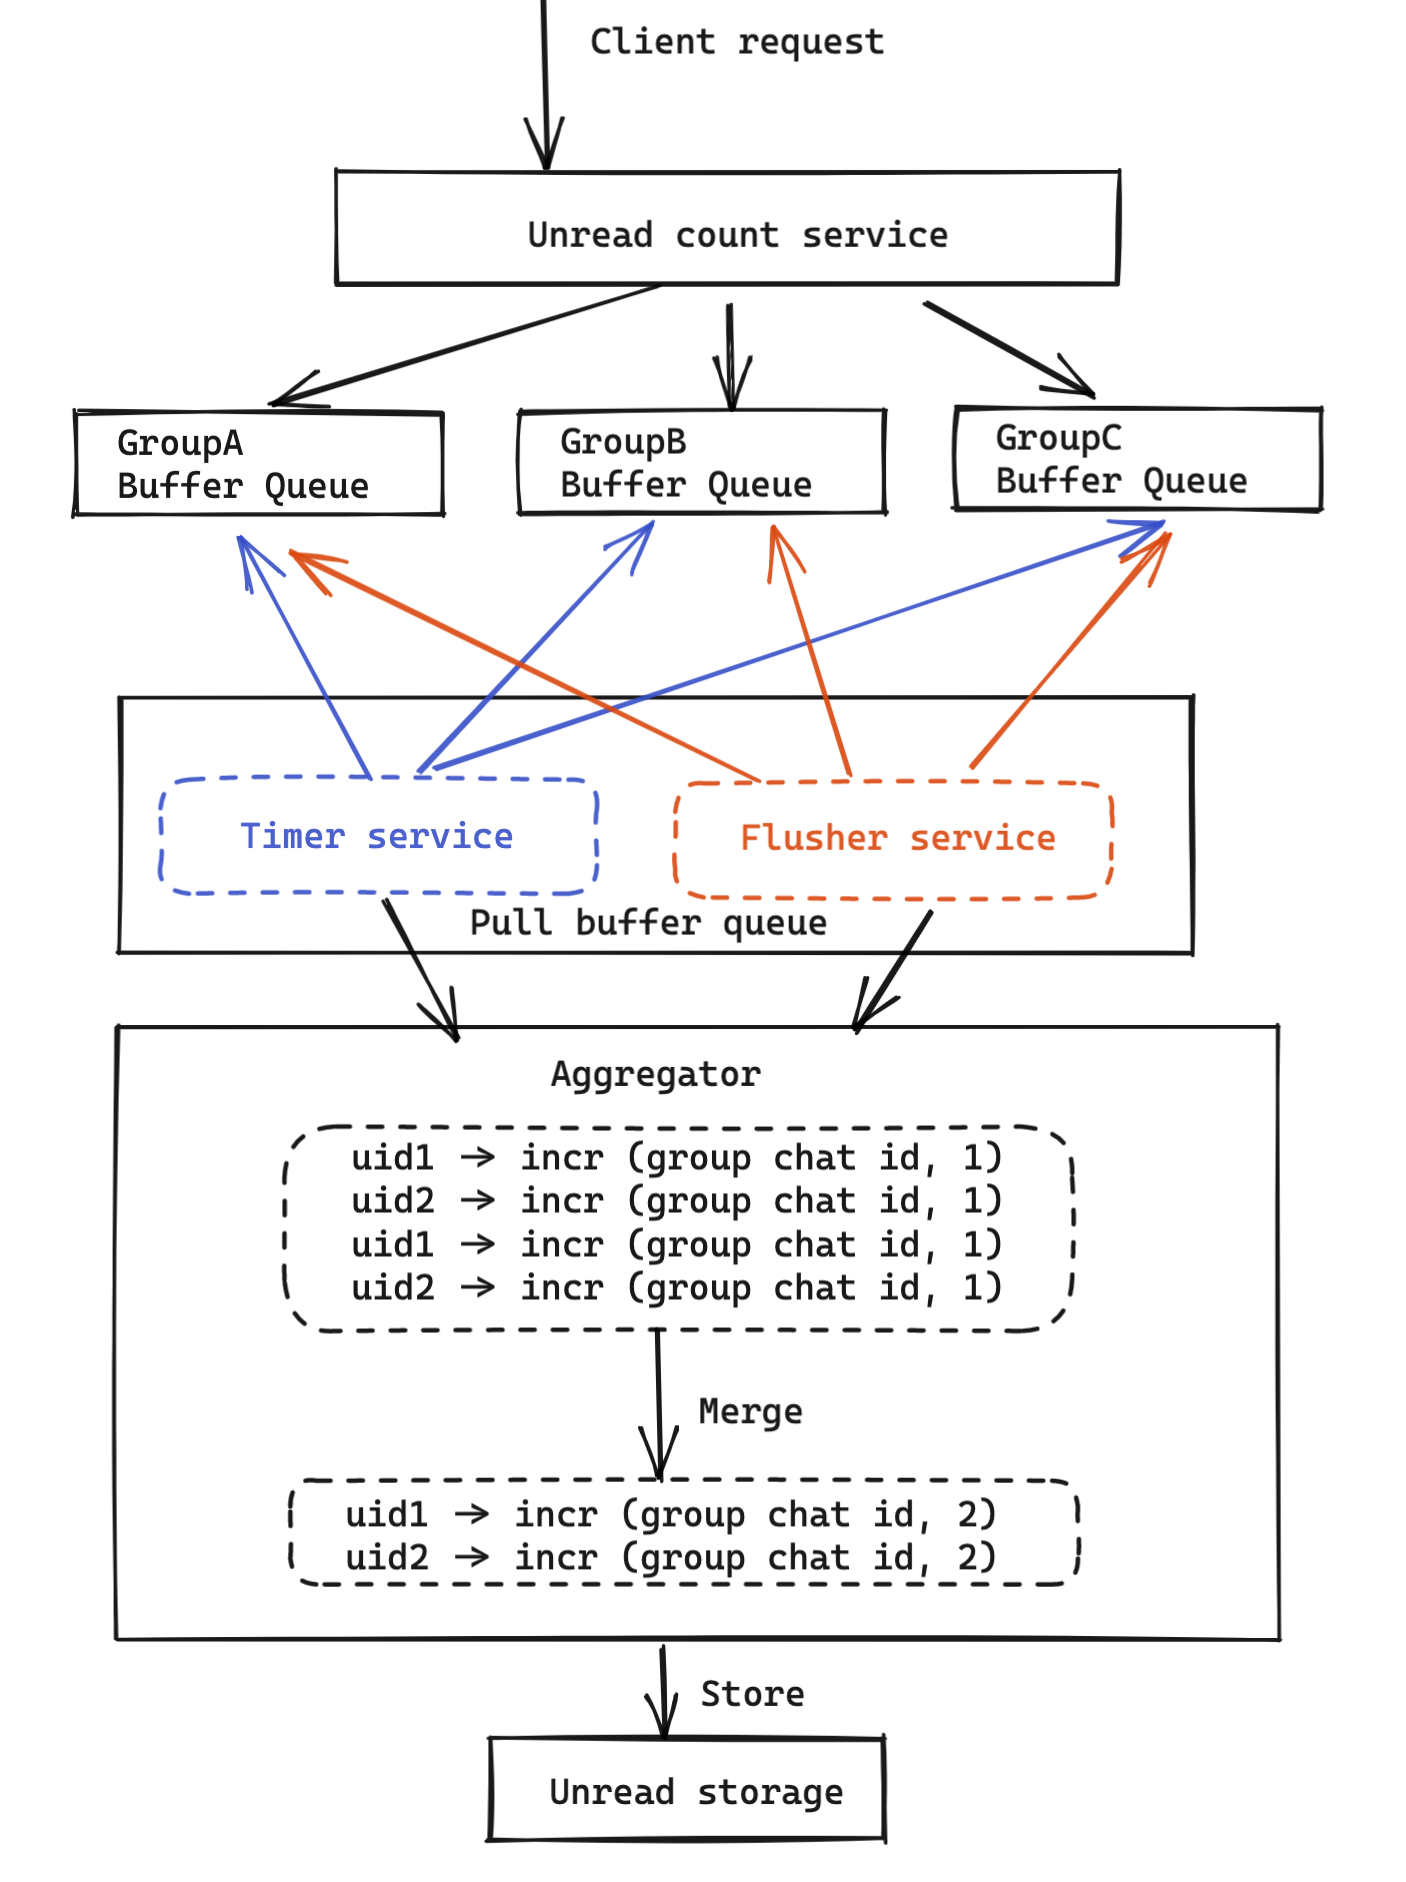 Client request
Unread count service
GroupA
Buffer Queue
GroupB
Buffer Queue
GroupC
Buffer Queue
Timer service
Flusher service
Pull buffer queue
Aggregator
uid1 → incr (group chat id, 1)
uid2 → incr (group chat id, 1)
uid1 → incr (group chat id, 1)
uid2 → incr (group chat id, 1)
Merge
uid1 → incr (group chat id, 2)
uid2 → incr (group chat id, 2)
Store
Unread storage